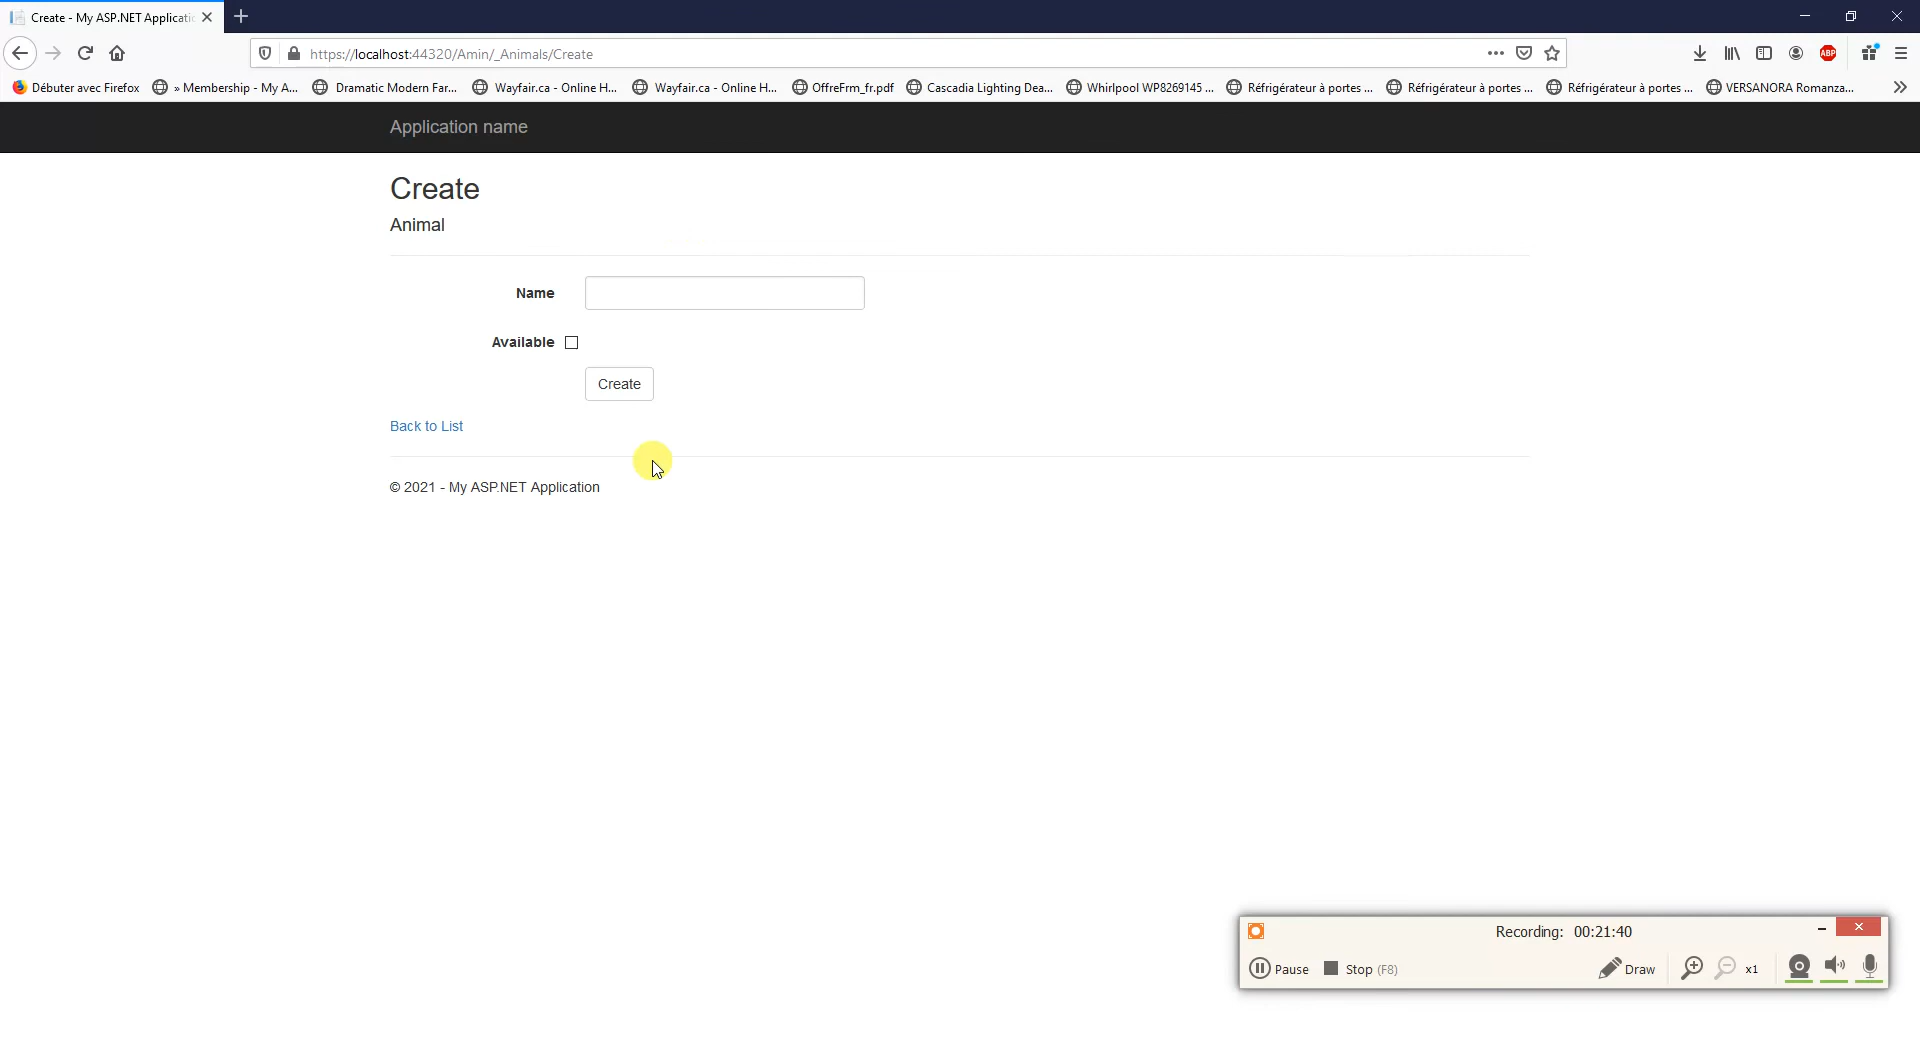 Create - My ASP.NET Applicatic
https://localhost:44320/Amin/_Animals/Create
ABP
Débuter avec Firefox
» Membership - My A...
Dramatic Modern Far...
Wayfair.ca - Online H...
Wayfair.ca - Online H...
OffreFrm_fr.pdf
Cascadia Lighting Dea...
Whirlpool WP8269145 ...
Réfrigérateur à portes ...
Réfrigérateur à portes ...
Réfrigérateur à portes ...
VERSANORA Romanza...
Application name
Create
Animal
Name
Available
Create
Back to List
© 2021 - My ASP.NET Application
Recording: 00:21:40
Pause
Stop (F8)
Draw
x1